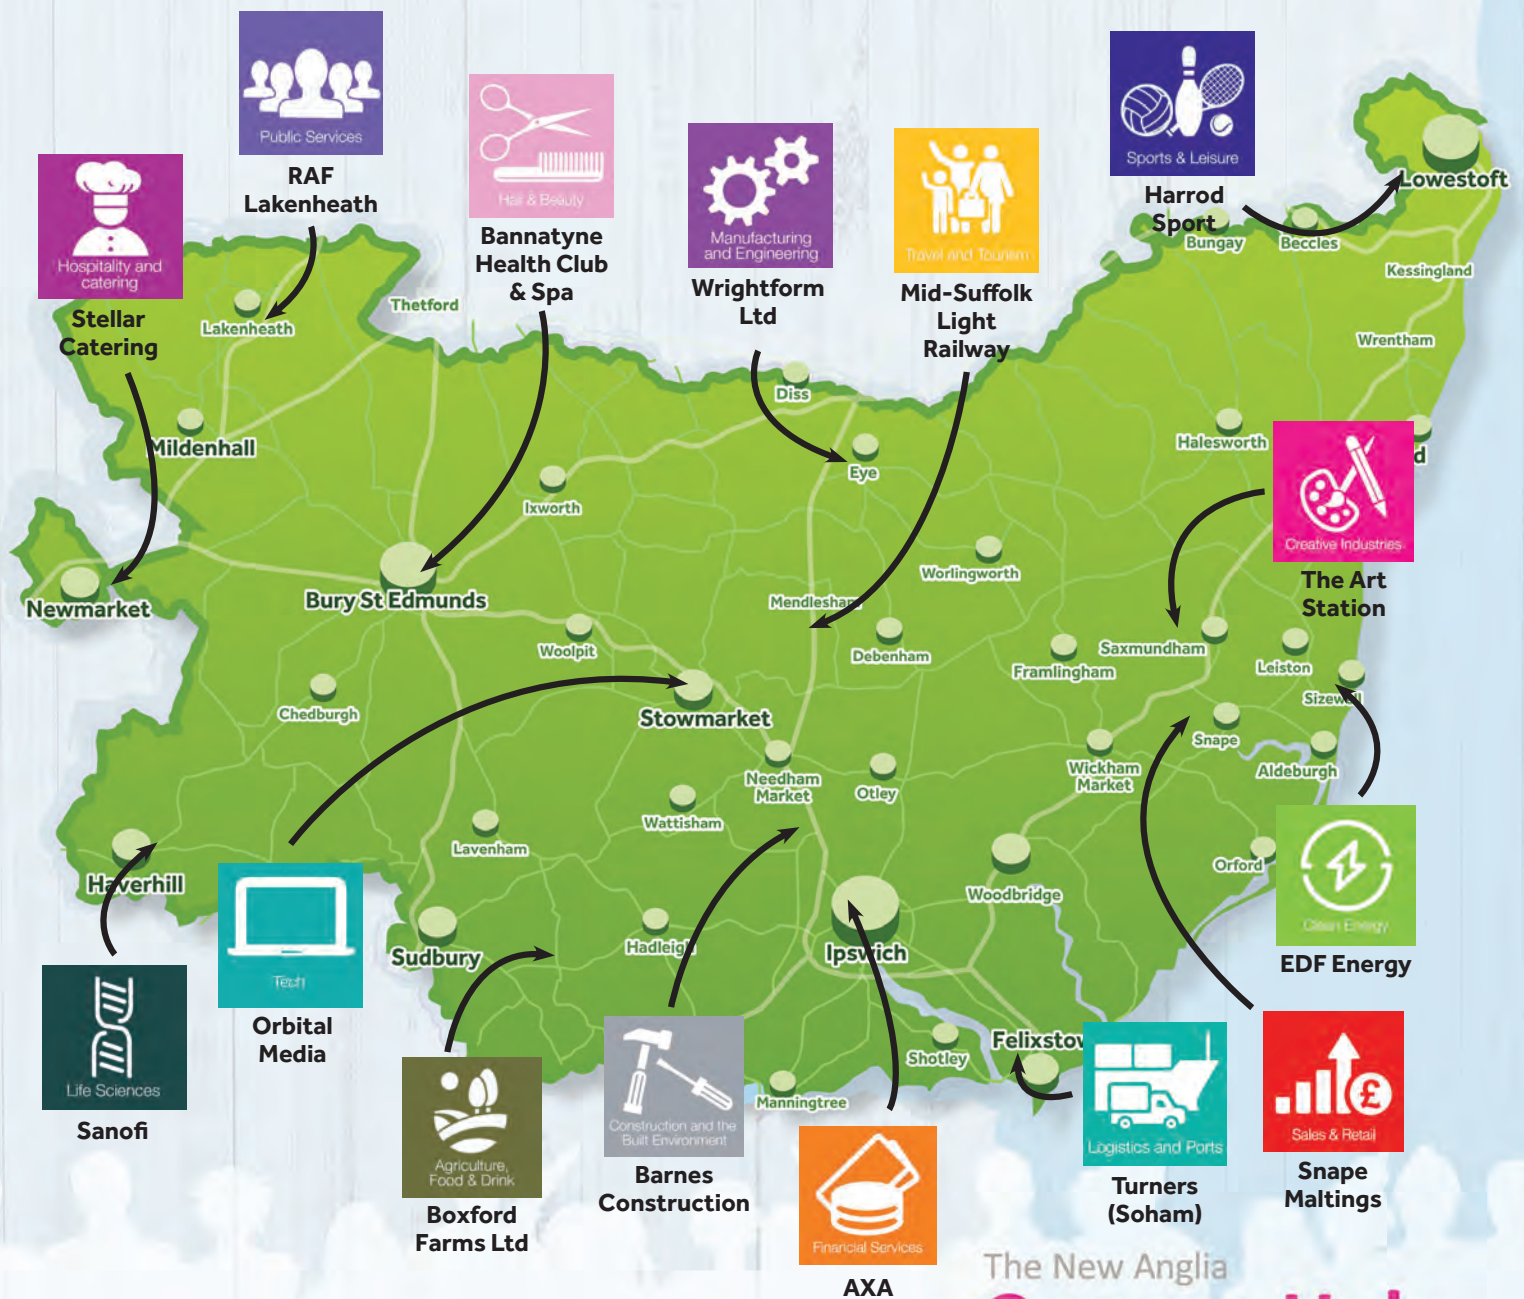 Public Services
RAF
Lakenheath
Hair & Beauty
Bannatyne
Health Club
& Spa
Manufacturing
and Engineering
Wrightform
Ltd
Travel and Tourism
Mid-Suffolk
Light
Railway
Sports & Leisure
Harrod
Sport
Hospitality and
catering
Stellar
Catering
Lowestoft
Bungay
Beccles
Kessingland
Lakenheath
Thetford
Wrentham
Diss
Mildenhall
Halesworth
d
Eye
Ixworth
Creative Industries
The Art
Station
Worlingworth
Newmarket
Bury St Edmunds
Mendlesham
Woolpit
Debenham
Framlingham
Saxmundham
Leiston
Sizewell
Chedburgh
Stowmarket
Snape
Aldeburgh
Needham
Market
Otley
Wickham
Market
Wattisham
Lavenham
Haverhill
Orford
Woodbridge
Clean Energy
EDF Energy
Sudbury
Hadleigh
Ipswich
Tech
Orbital
Media
Life Sciences
Sanofi
Felixstow
Shotley
Manningtree
Agriculture,
Food & Drink
Boxford
Farms Ltd
Construction and the
Built Environment
Barnes
Construction
Financial Services
AXA
Logistics and Ports
Turners
(Soham)
£
Sales & Retail
Snape
Maltings
The New Anglia